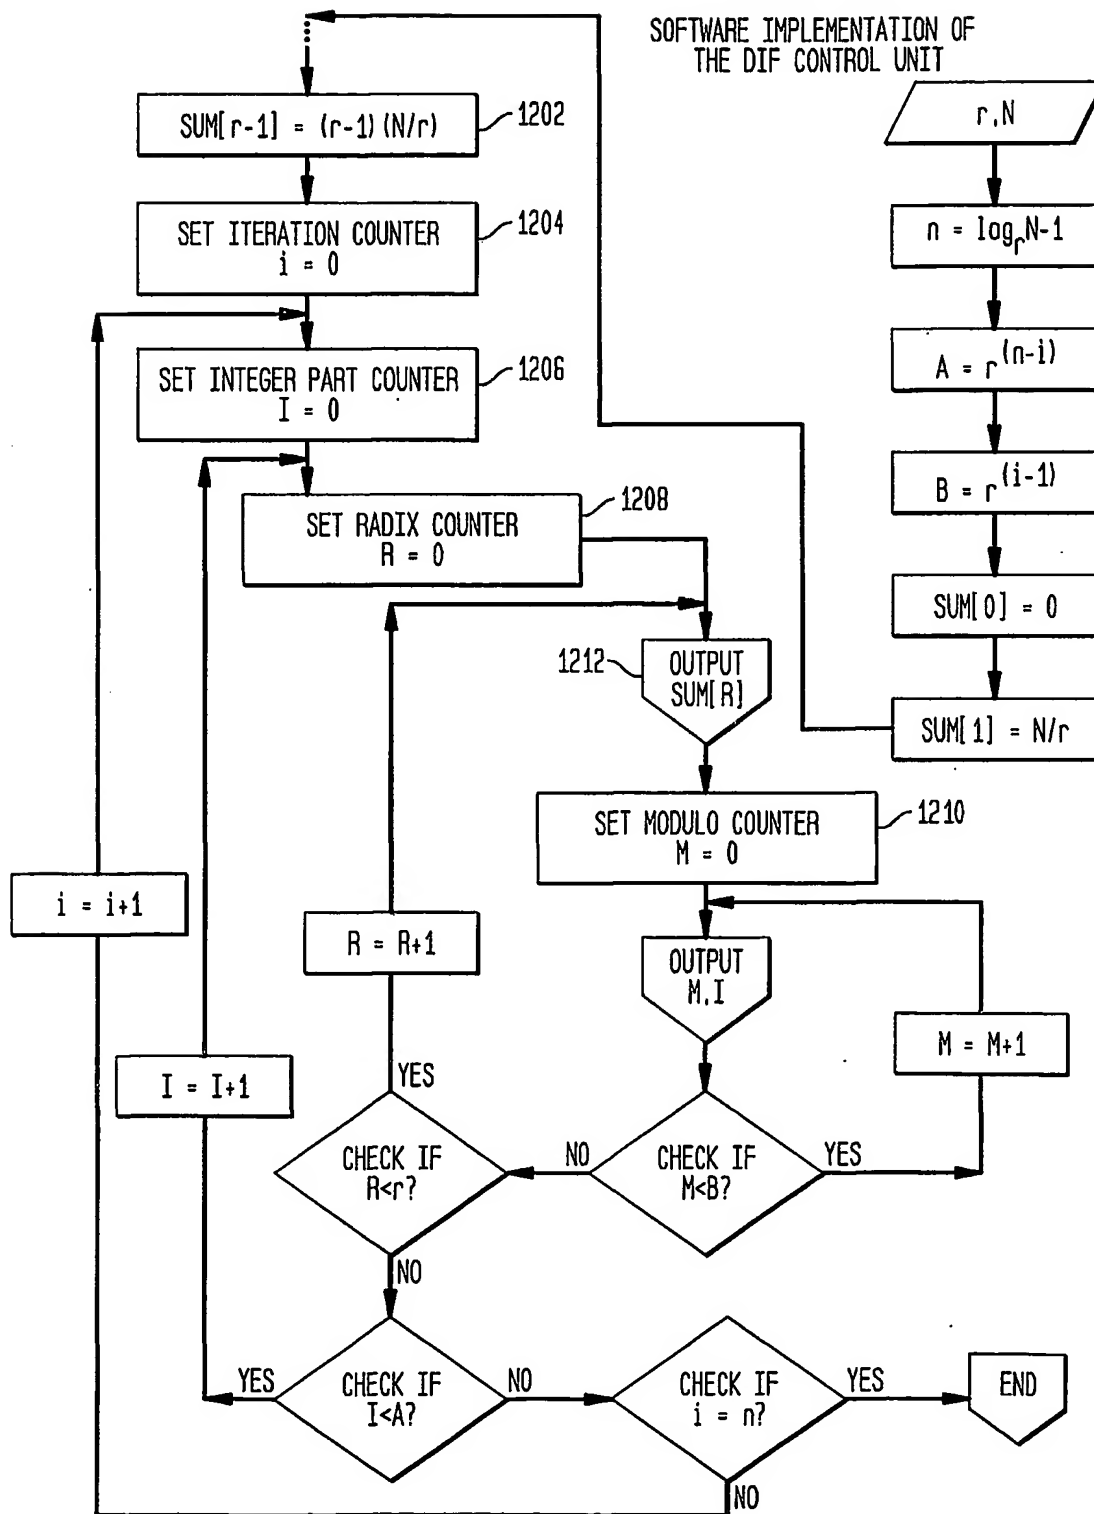 SOFTWARE IMPLEMENTATION OF
THE DIF CONTROL UNIT
r,N
n = log_r N-1
A = r^(n-i)
B = r^(i-1)
SUM[0] = 0
SUM[1] = N/r
SUM[r-1] = (r-1)(N/r)
1202
SET ITERATION COUNTER
i = 0
1204
SET INTEGER PART COUNTER
I = 0
1206
SET RADIX COUNTER
R = 0
1208
1212
OUTPUT
SUM[R]
SET MODULO COUNTER
M = 0
1210
OUTPUT
M,I
M = M+1
CHECK IF
M<B?
YES
NO
CHECK IF
R<r?
YES
R = R+1
NO
CHECK IF
I<A?
YES
I = I+1
NO
CHECK IF
i = n?
YES
END
NO
i = i+1